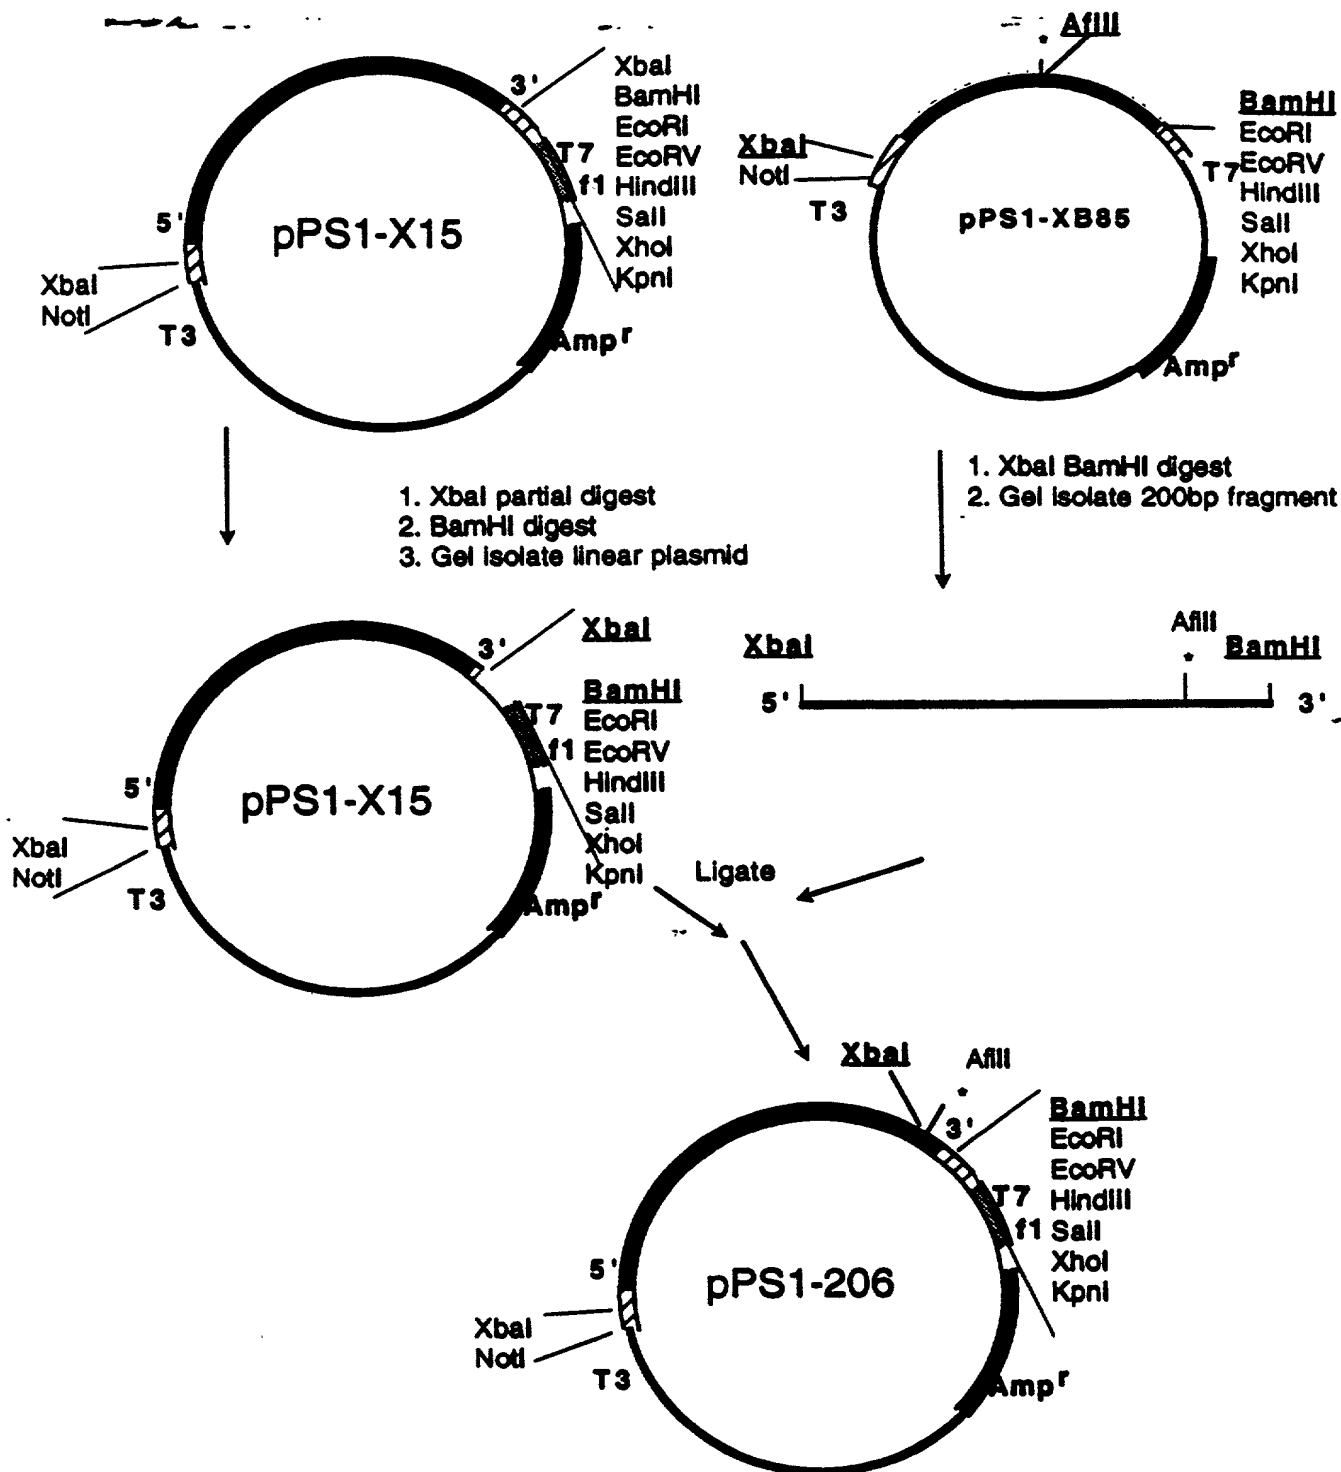 3'
XbaI
BamHI
EcoRI
EcoRV
HindIII
SalI
XhoI
KpnI
T7
f1
5'
pPS1-X15
XbaI
NotI
T3
Amp^r
AflII
*
XbaI
NotI
T3
pPS1-XB85
BamHI
EcoRI
EcoRV
HindIII
SalI
XhoI
KpnI
T7
Amp^r
1. XbaI partial digest
2. BamHI digest
3. Gel isolate linear plasmid
1. XbaI BamHI digest
2. Gel isolate 200bp fragment
3'
XbaI
BamHI
EcoRI
EcoRV
HindIII
SalI
XhoI
KpnI
T7
f1
5'
pPS1-X15
XbaI
NotI
T3
Amp^r
XbaI
AflII
*
BamHI
5'
3'
Ligate
XbaI
AflII
*
3'
BamHI
EcoRI
EcoRV
HindIII
SalI
XhoI
KpnI
T7
f1
5'
pPS1-206
XbaI
NotI
T3
Amp^r